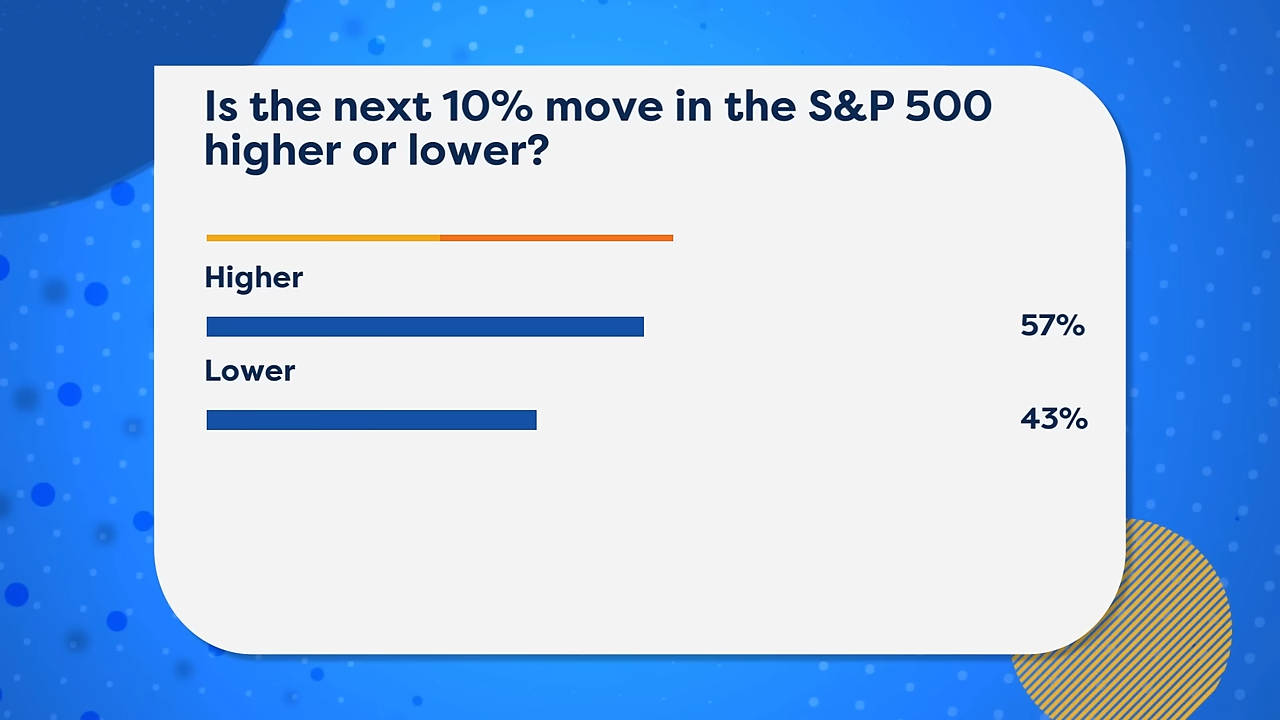 Is the next 10% move in the S&P 500
higher or lower?
Higher
57%
Lower
43%